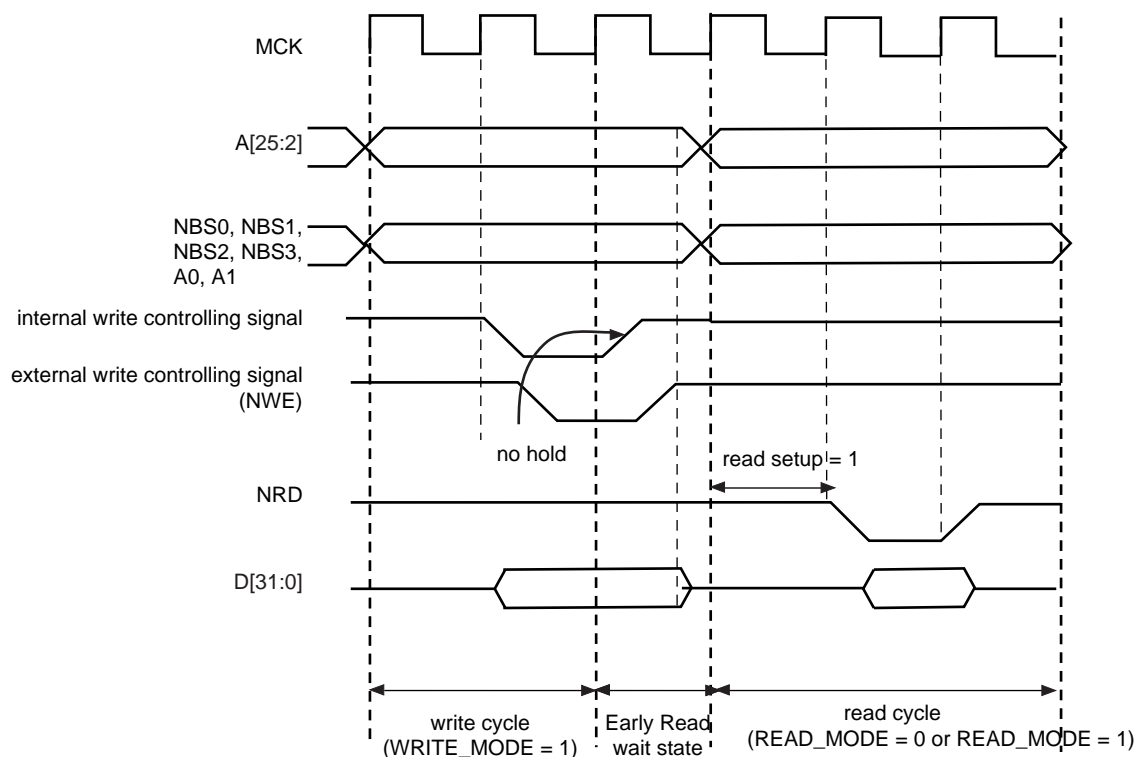 MCK
A[25:2]
NBS0, NBS1,
NBS2, NBS3,
A0, A1
internal write controlling signal
external write controlling signal
(NWE)
no hold
read setup = 1
NRD
D[31:0]
write cycle
(WRITE_MODE = 1)
Early Read
wait state
read cycle
(READ_MODE = 0 or READ_MODE = 1)